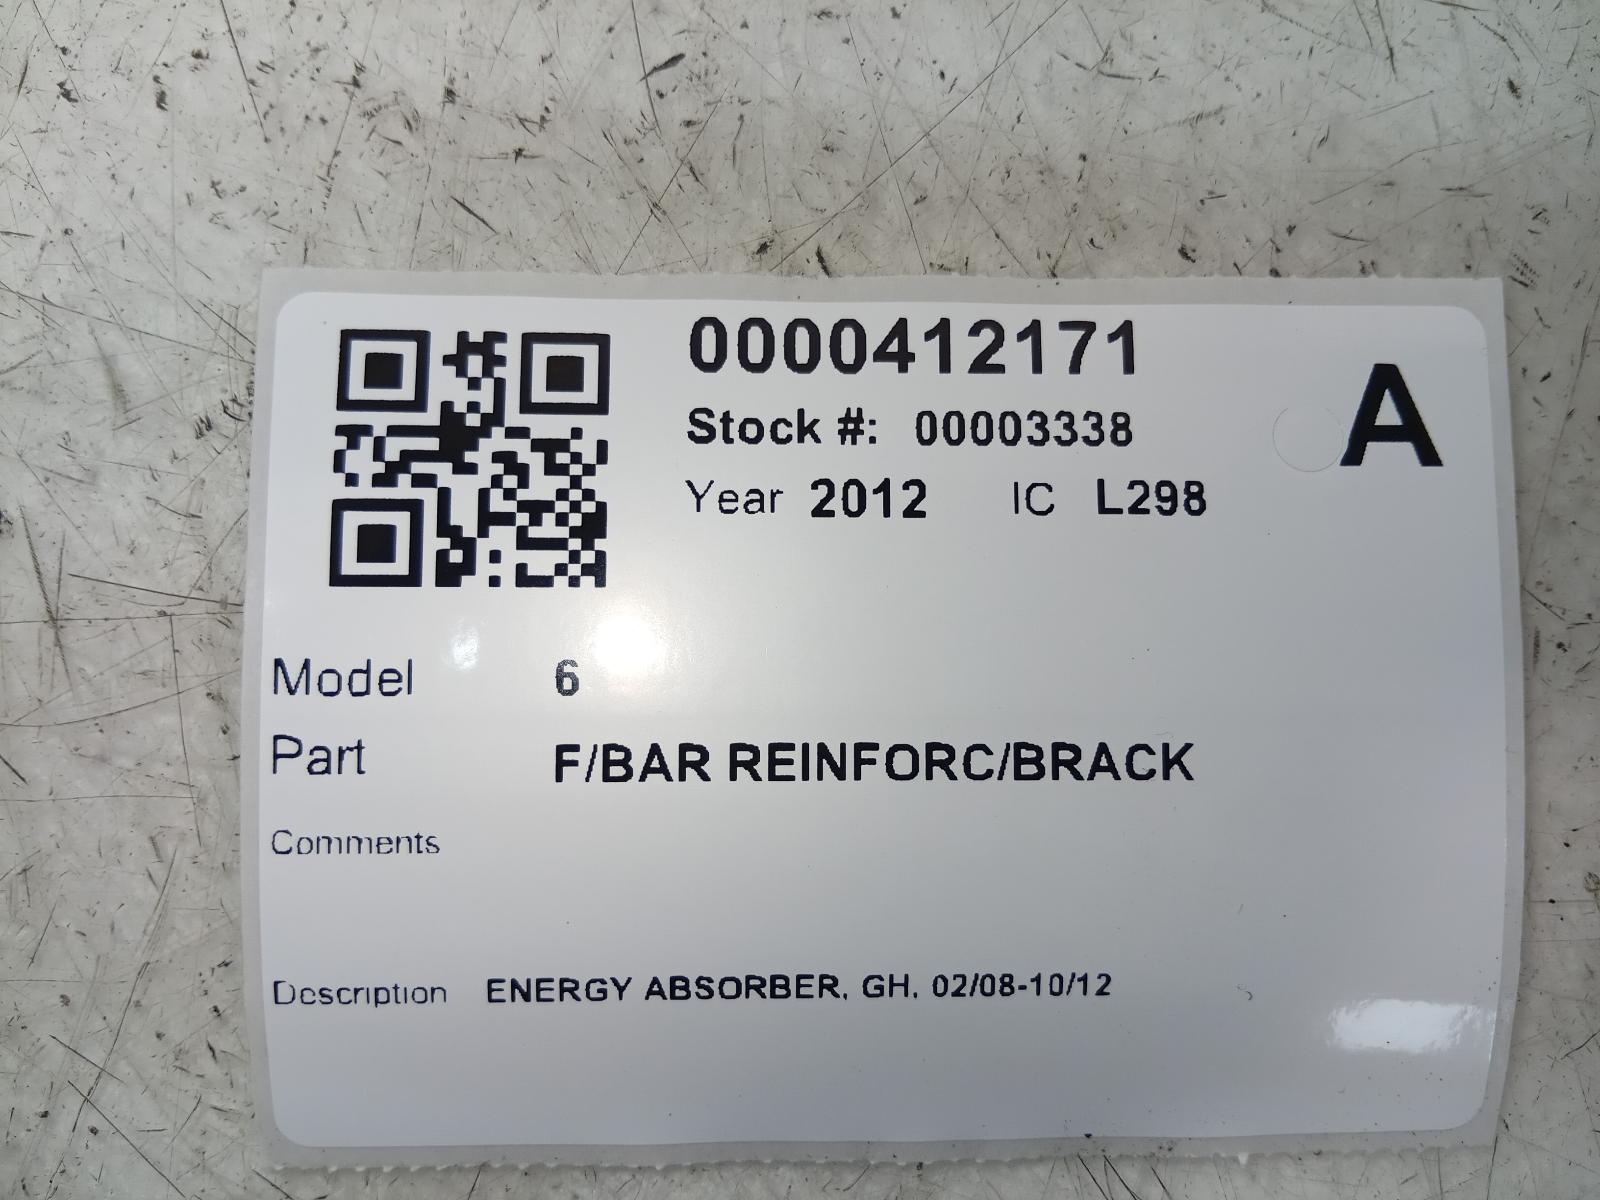 0000412171
A
Stock #: 00003338
Year 2012 IC L298
Model 6
Part F/BAR REINFORC/BRACK
Comments
Description ENERGY ABSORBER, GH, 02/08-10/12